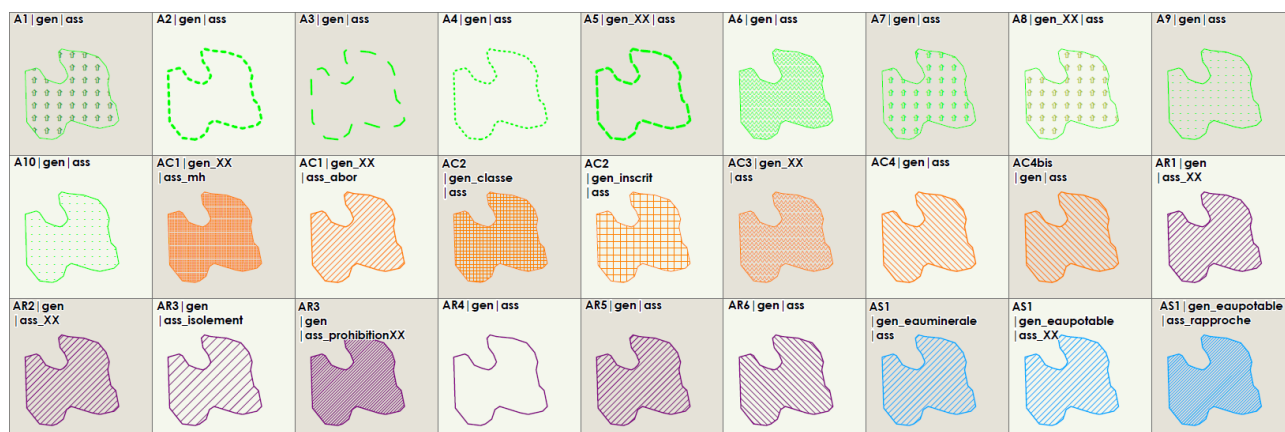 A1 | gen | ass
A2 | gen | ass
A3 | gen | ass
A4 | gen | ass
A5 | gen_XX | ass
A6 | gen | ass
A7 | gen | ass
A8 | gen_XX | ass
A9 | gen | ass
A10 | gen | ass
AC1 | gen_XX
| ass_mh
AC1 | gen_XX
| ass_abor
AC2
| gen_classe
| ass
AC2
| gen_inscrit
| ass
AC3 | gen_XX
| ass
AC4 | gen | ass
AC4bis
| gen | ass
AR1 | gen
| ass_XX
AR2 | gen
| ass_XX
AR3 | gen
| ass_isolement
AR3
| gen
| ass_prohibitionXX
AR4 | gen | ass
AR5 | gen | ass
AR6 | gen | ass
AS1
| gen_eauminerale
| ass
AS1
| gen_eaupotable
| ass_XX
AS1 | gen_eaupotable
| ass_rapproche